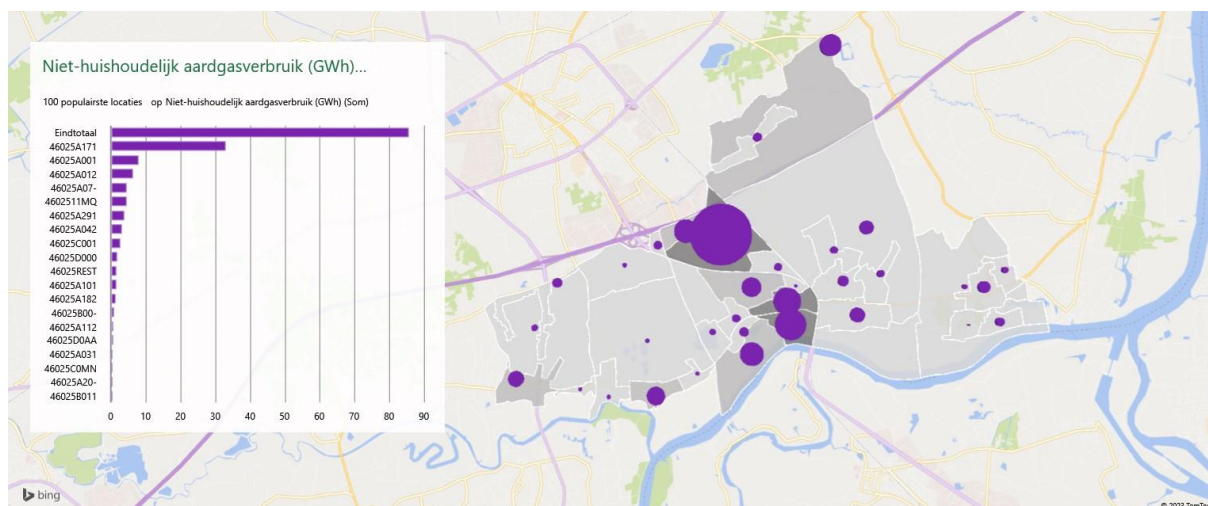 Niet-huishoudelijk aardgasverbruik (GWh)...
100 populairste locaties op Niet-huishoudelijk aardgasverbruik (GWh) (Som)
Eindtotaal
46025A171
46025A001
46025A012
46025A07-
4602511MQ
46025A291
46025A042
46025C001
46025D000
46025REST
46025A101
46025A182
46025B00-
46025A112
46025D0AA
46025A031
46025C0MN
46025A20-
46025B011
0 10 20 30 40 50 60 70 80 90
bing
© 2023 TomTom